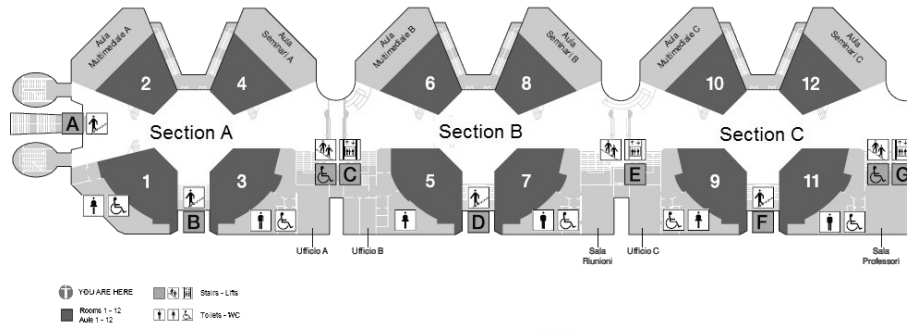 Aula
Multimediale A
Aula
Seminari A
Aula
Multimediale B
Aula
Seminari B
Aula
Multimediale C
Aula
Seminari C
2
4
6
8
10
12
A
Section A
Section B
Section C
C
E
G
1
3
5
7
9
11
B
D
F
Ufficio A
Ufficio B
Sala
Riunioni
Ufficio C
Sala
Professori
YOU ARE HERE
Stairs - Lifts
Rooms 1 - 12
Aule 1 - 12
Toilets - WC